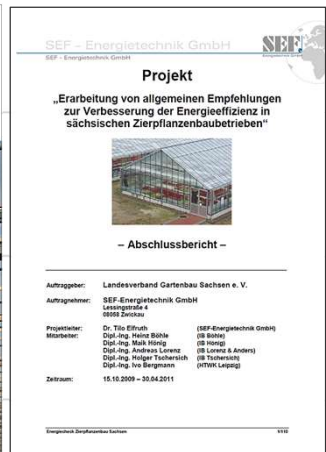 SEF – Energietechnik GmbH
SEF – Energietechnik GmbH
SEF
Projekt
„Erarbeitung von allgemeinen Empfehlungen
zur Verbesserung der Energieeffizienz in
sächsischen Zierpflanzenbaubetrieben“
– Abschlussbericht –
Auftraggeber: Landesverband Gartenbau Sachsen e. V.
Auftragnehmer: SEF-Energietechnik GmbH
Lessingstraße 4
08058 Zwickau
Projektleiter: Dr. Tilo Elfruth (SEF-Energietechnik GmbH)
Mitarbeiter: Dipl.-Ing. Heinz Böhle (IB Böhle)
Dipl.-Ing. Maik Hönig (IB Hönig)
Dipl.-Ing. Andreas Lorenz (IB Lorenz & Anders)
Dipl.-Ing. Holger Tschersich (IB Tschersich)
Dipl.-Ing. Ivo Bergmann (HTWK Leipzig)
Zeitraum: 15.10.2009 – 30.04.2011
Energiecheck Zierpflanzenbau Sachsen